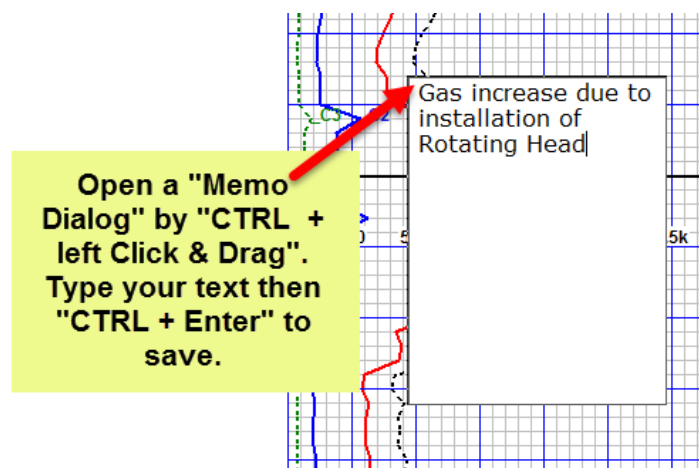 Gas increase due to
installation of
Rotating Head
C3
2
Open a "Memo
Dialog" by "CTRL +
left Click & Drag".
Type your text then
"CTRL + Enter" to
save.
5
5k